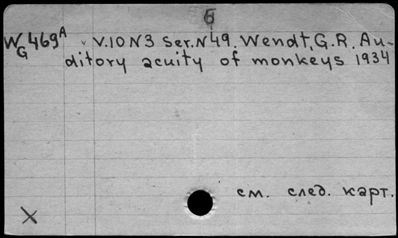 6
W G 469A V.10 N3 Ser.N49. Wendt, G.R. Au-
ditory acuity of monkeys 1934
см. след. карт.
X